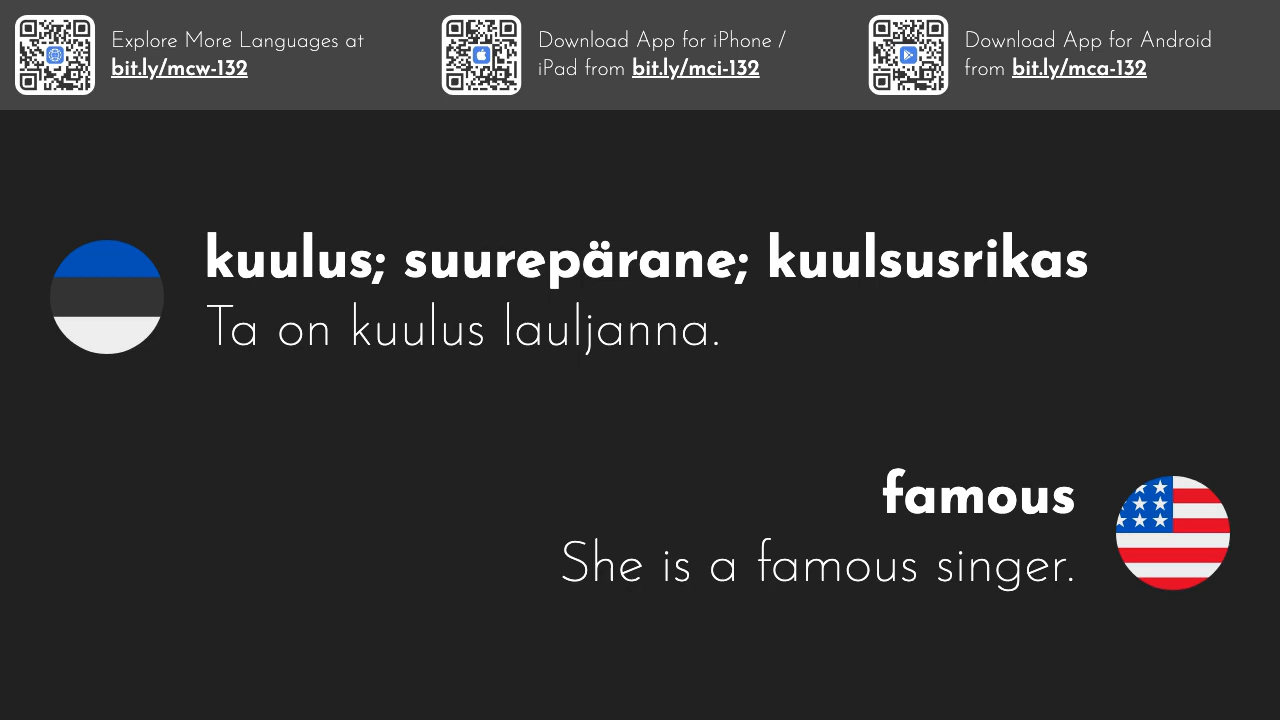 Explore More Languages at
bit.ly/mcw-132
Download App for iPhone /
iPad from bit.ly/mci-132
Download App for Android
from bit.ly/mca-132
kuulus; suurepärane; kuulsusrikas
Ta on kuulus lauljanna.
famous
She is a famous singer.